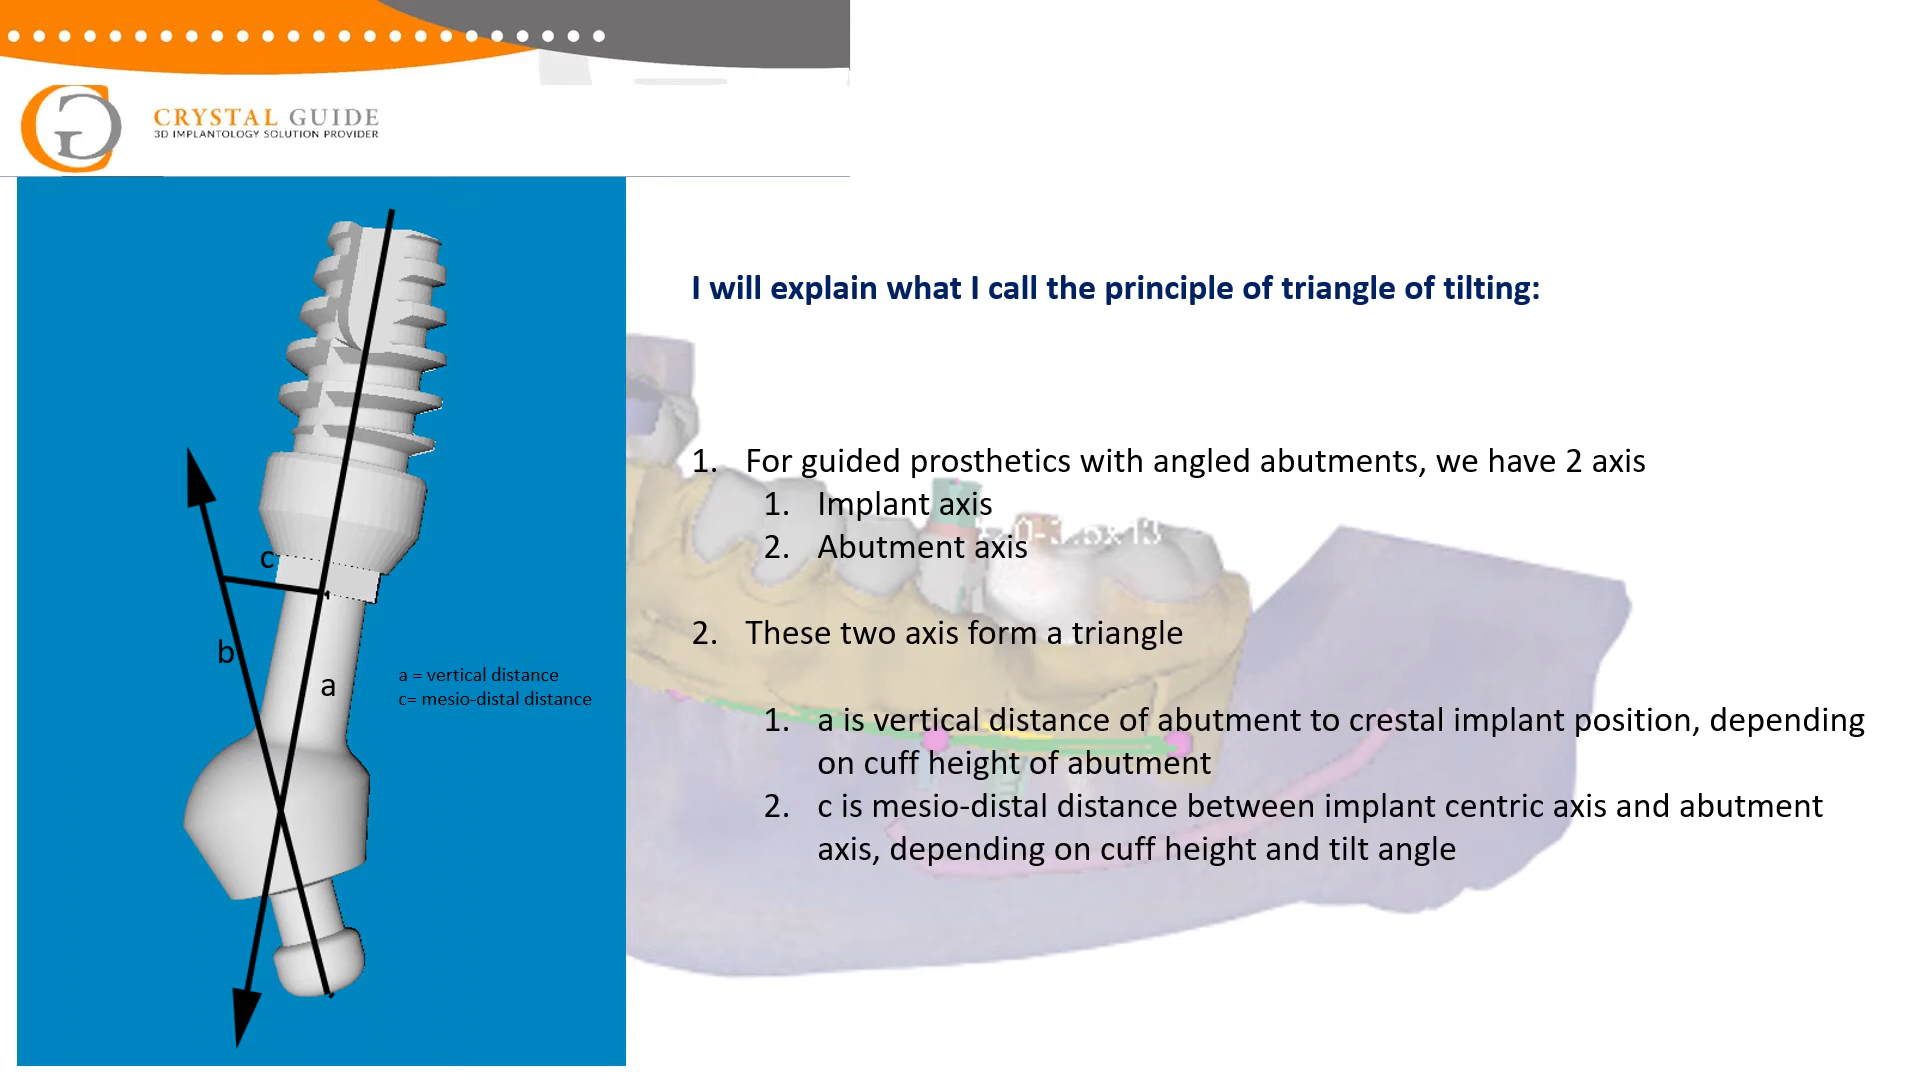 CRYSTAL GUIDE
3D IMPLANTOLOGY SOLUTION PROVIDER
c
b
a
a = vertical distance
c= mesio-distal distance
I will explain what I call the principle of triangle of tilting:
1. For guided prosthetics with angled abutments, we have 2 axis
1. Implant axis
2. Abutment axis
2. These two axis form a triangle
1. a is vertical distance of abutment to crestal implant position, depending
on cuff height of abutment
2. c is mesio-distal distance between implant centric axis and abutment
axis, depending on cuff height and tilt angle